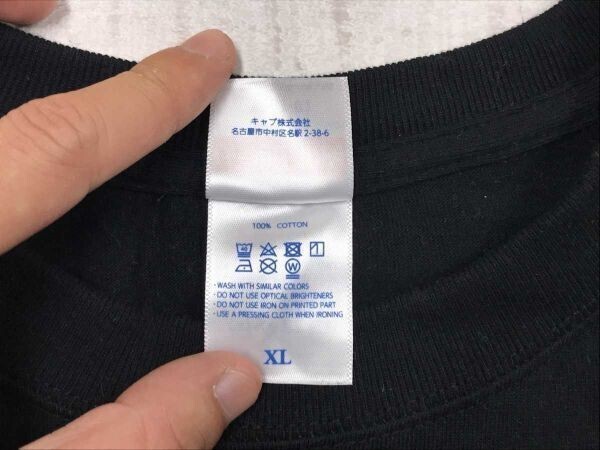 キャブ株式会社
名古屋市中村区名駅 2-38-6
100% COTTON
40
W
・WASH WITH SIMILAR COLORS
・DO NOT USE OPTICAL BRIGHTENERS
・DO NOT USE IRON ON PRINTED PART
・USE A PRESSING CLOTH WHEN IRONING
XL